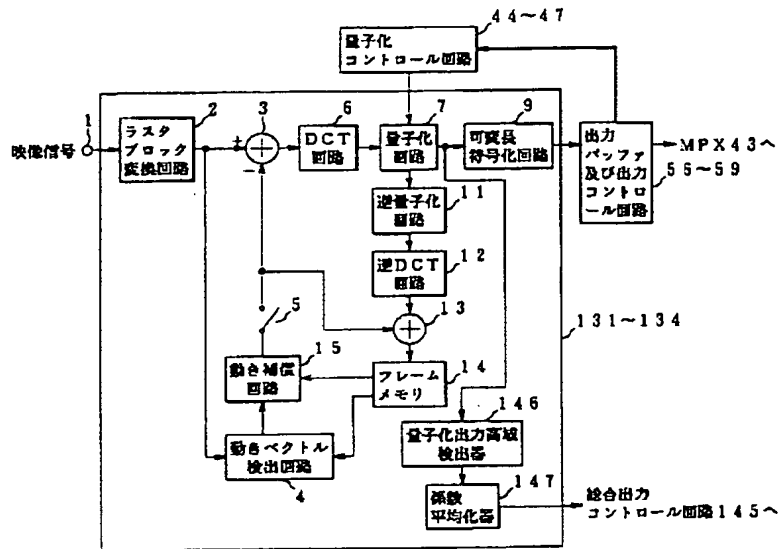 44~47
量子化
コントロール回路
映像信号
1
2
ラスタ
ブロック
変換回路
3
+
-
6
DCT
回路
7
量子化
回路
9
可変長
符号化回路
出力
バッファ
及び出力
コントロ
ール回路
MPX43へ
56~59
11
逆量子化
回路
12
逆DCT
回路
5
13
131~134
15
動き補償
回路
フレーム
メモリ
14
146
量子化出力高域
検出器
動きベクトル
検出回路
4
147
係数
平均化器
総合出力
コントロール回路145へ